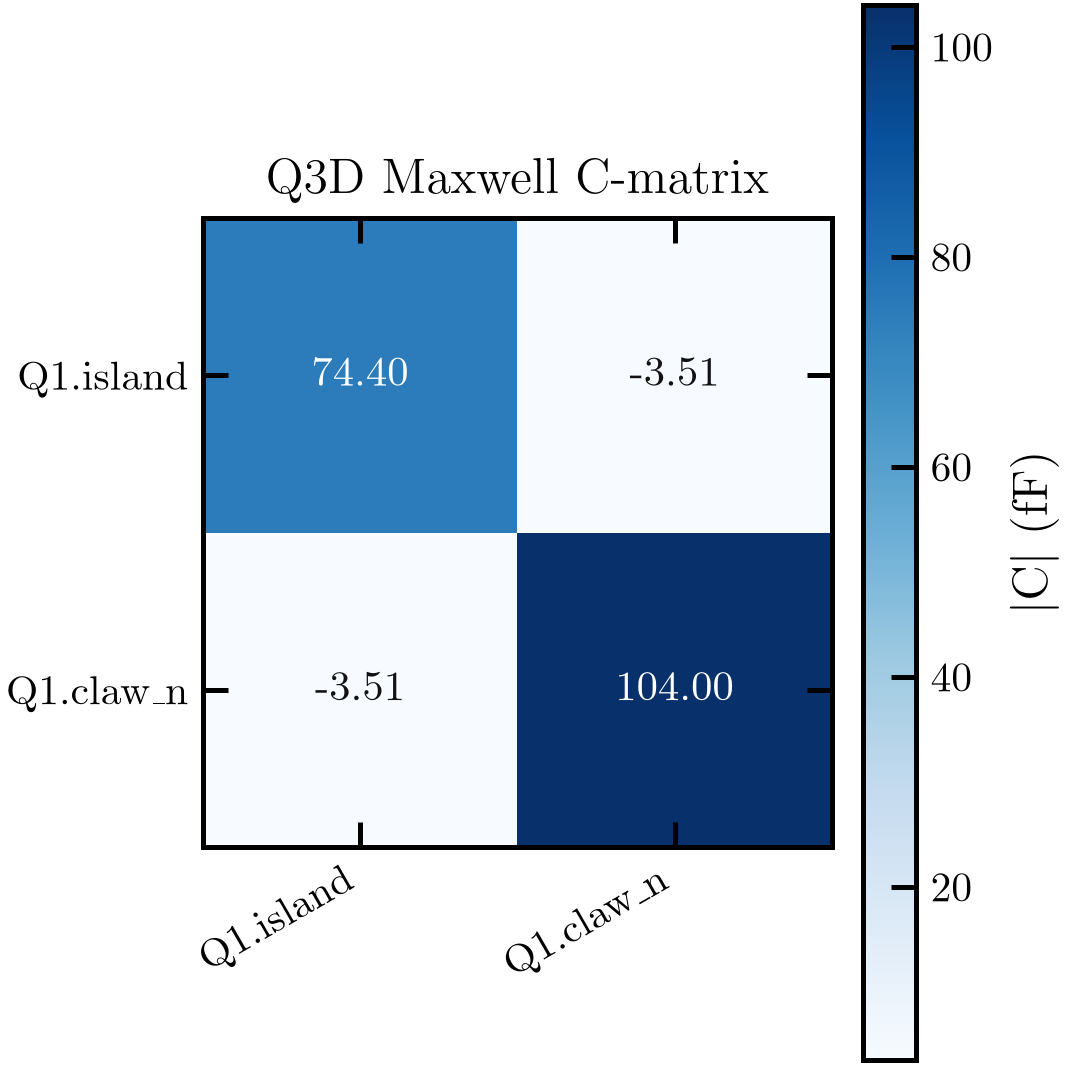 Q3D Maxwell C-matrix
Q1.island
Q1.claw_n
74.40
-3.51
-3.51
104.00
Q1.island
Q1.claw_n
100
80
60
40
20
|C| (fF)